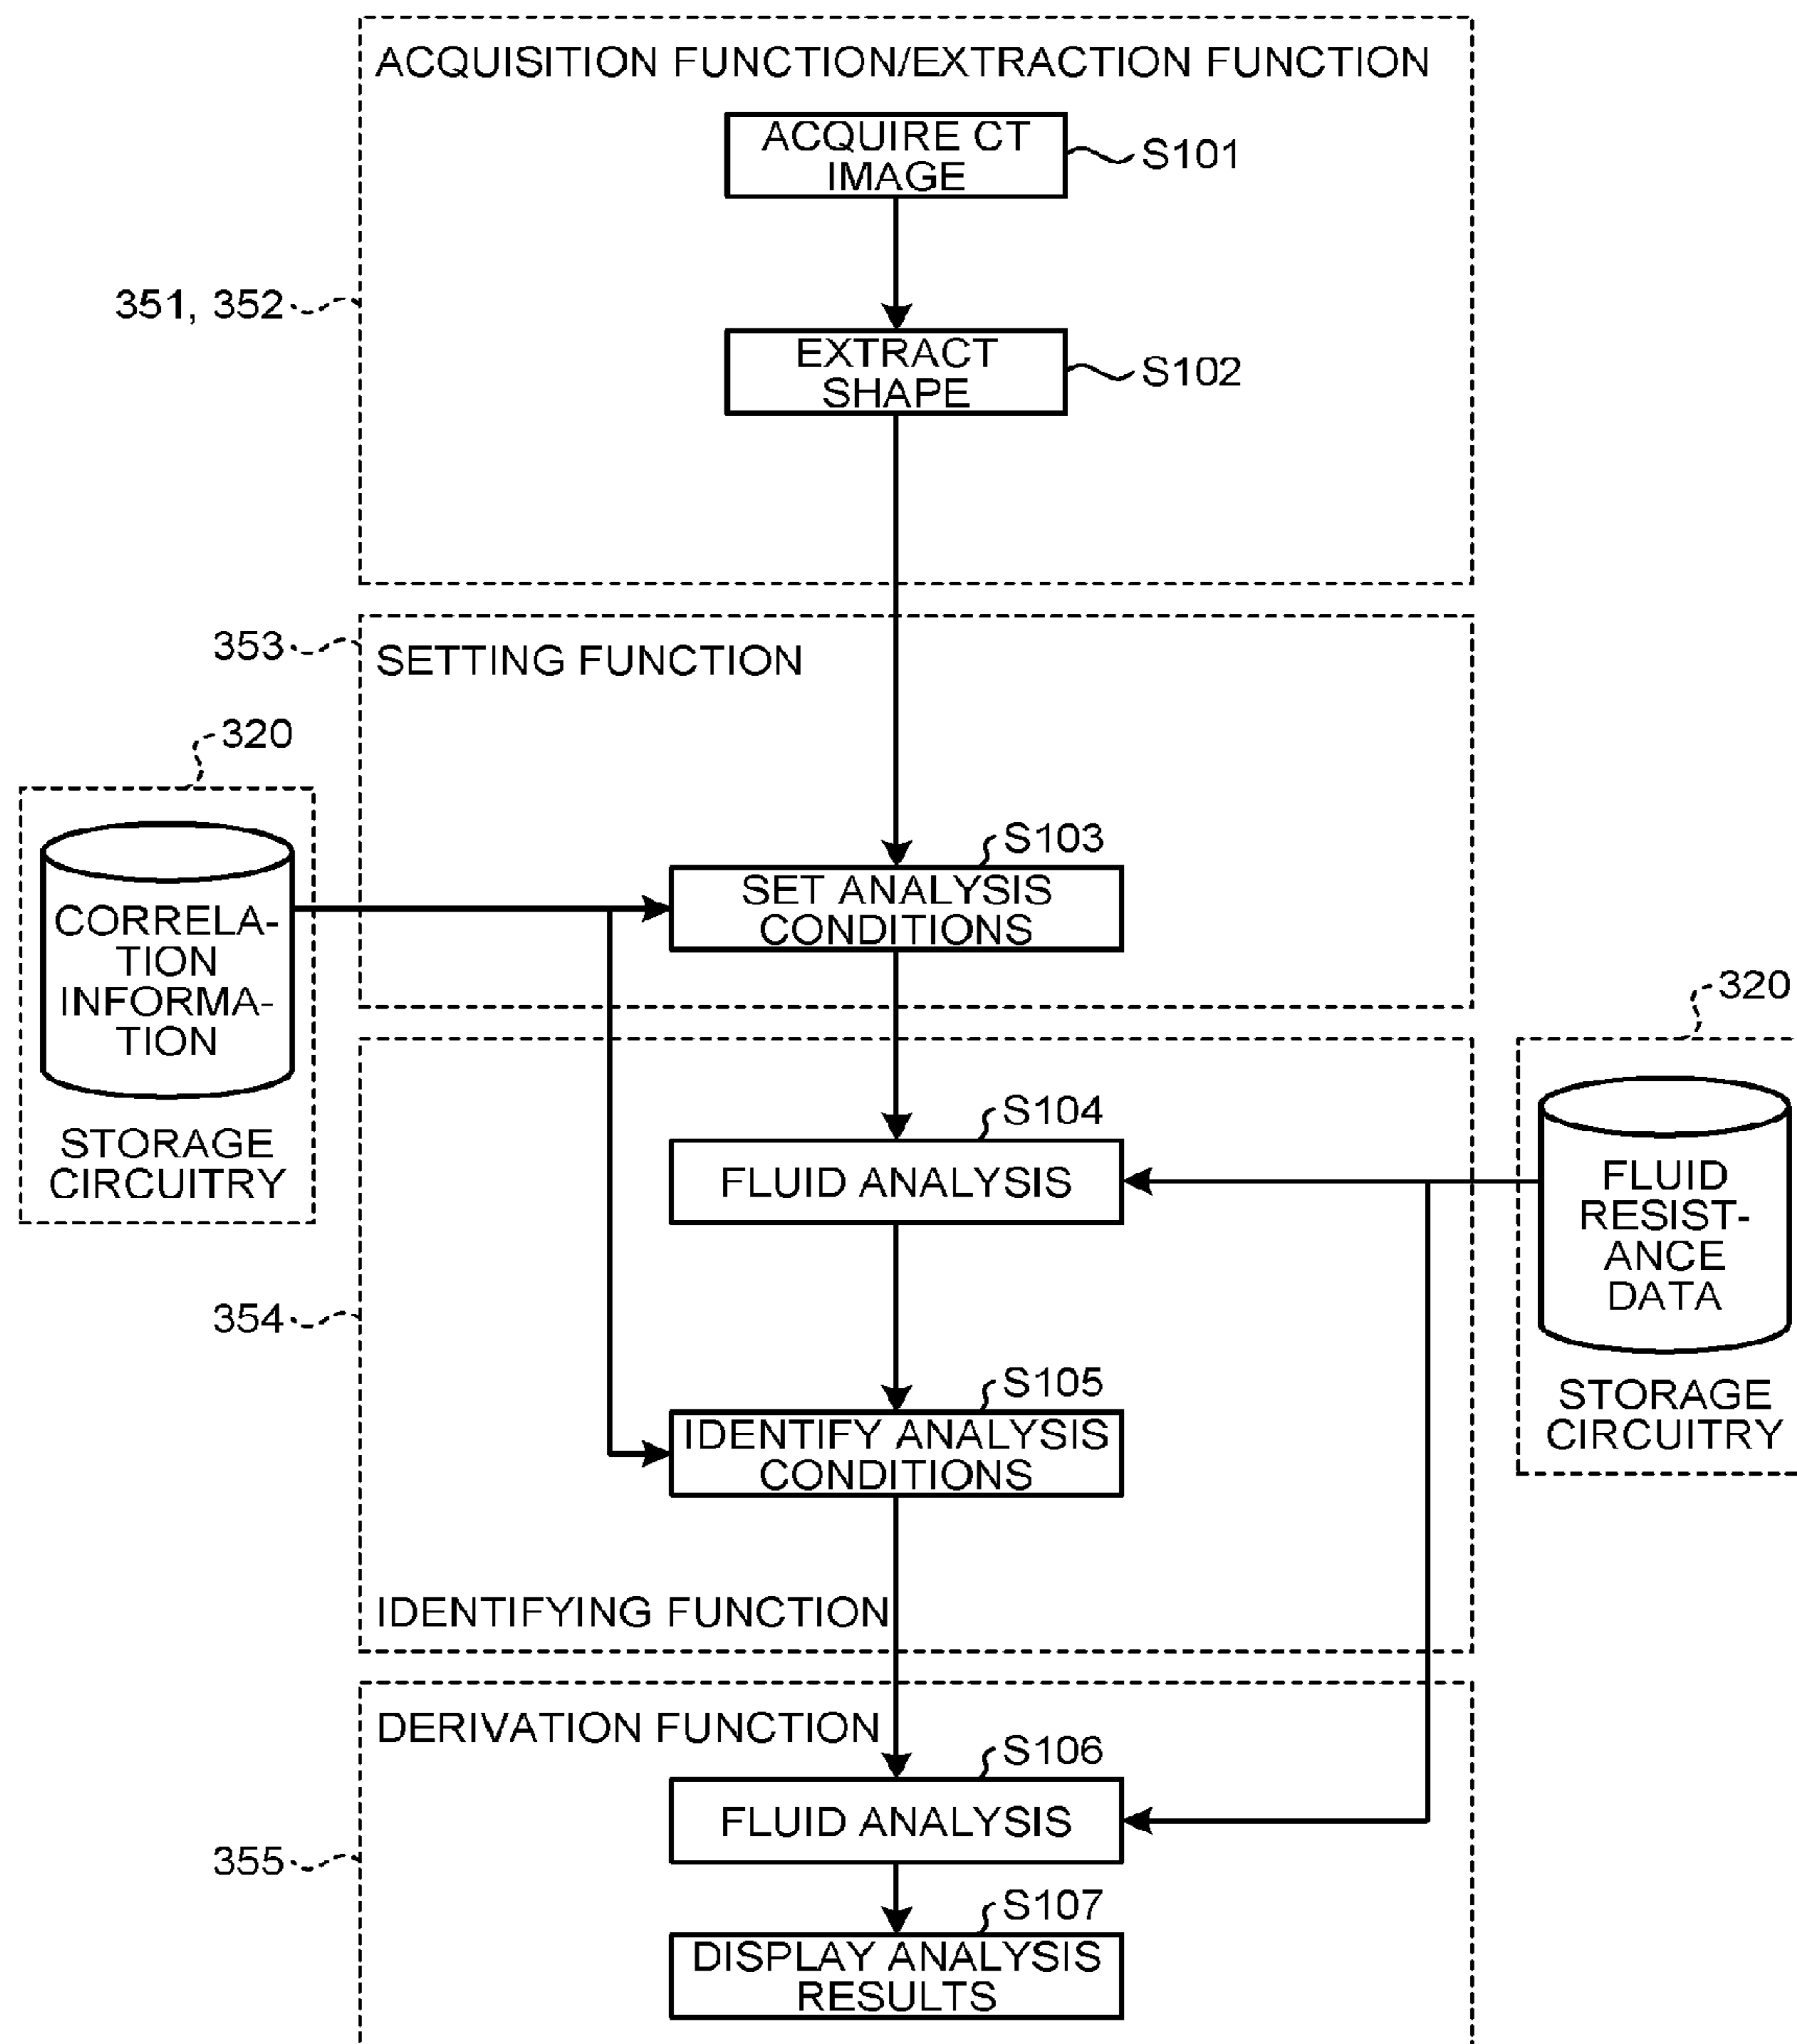 ACQUISITION FUNCTION/EXTRACTION FUNCTION
ACQUIRE CT
IMAGE
S101
351, 352
EXTRACT
SHAPE
S102
353
SETTING FUNCTION
320
CORRELA-
TION
INFORMA-
TION
STORAGE
CIRCUITRY
S103
SET ANALYSIS
CONDITIONS
320
FLUID
RESIST-
ANCE
DATA
STORAGE
CIRCUITRY
S104
FLUID ANALYSIS
354
S105
IDENTIFY ANALYSIS
CONDITIONS
IDENTIFYING FUNCTION
DERIVATION FUNCTION
S106
FLUID ANALYSIS
355
S107
DISPLAY ANALYSIS
RESULTS